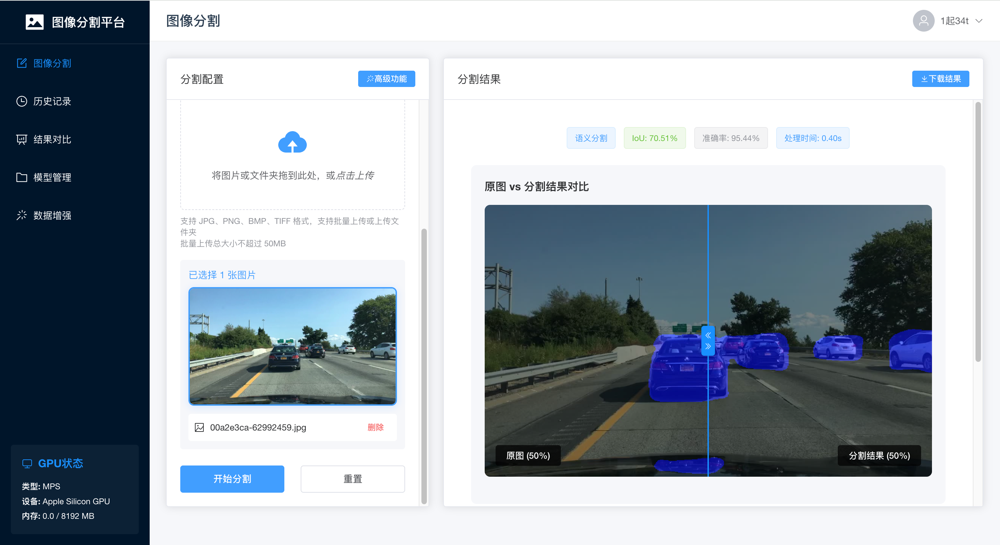 图像分割平台
图像分割
历史记录
结果对比
模型管理
数据增强
GPU状态
类型: MPS
设备: Apple Silicon GPU
内存: 0.0 / 8192 MB
图像分割
1起34t
分割配置
高级功能
将图片或文件夹拖到此处，或点击上传
支持 JPG、PNG、BMP、TIFF 格式，支持批量上传或上传文
件夹
批量上传总大小不超过 50MB
已选择 1 张图片
00a2e3ca-62992459.jpg
删除
开始分割
重置
分割结果
下载结果
语义分割
IoU: 70.51%
准确率: 95.44%
处理时间: 0.40s
原图 vs 分割结果对比
原图 (50%)
分割结果 (50%)